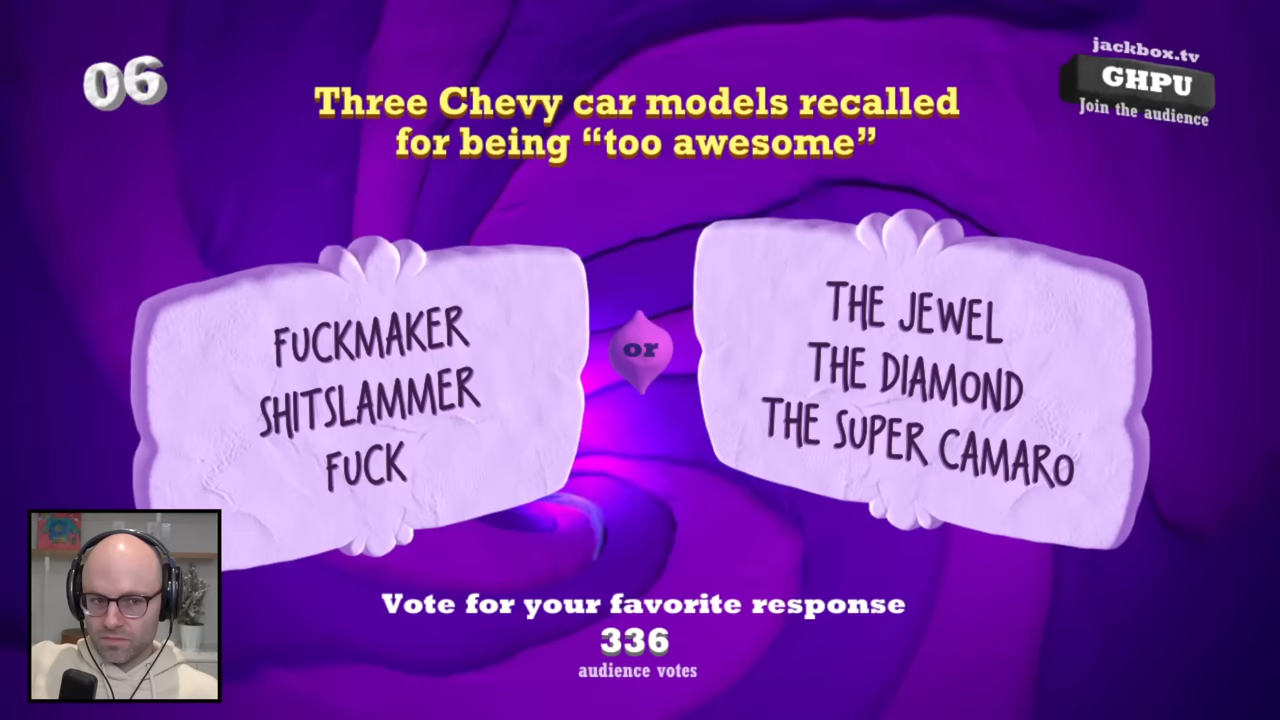 06
jackbox.tv
GHPU
Join the audience
Three Chevy car models recalled
for being “too awesome”
FUCKMAKER
SHITSLAMMER
FUCK
or
THE JEWEL
THE DIAMOND
THE SUPER CAMARO
Vote for your favorite response
336
audience votes